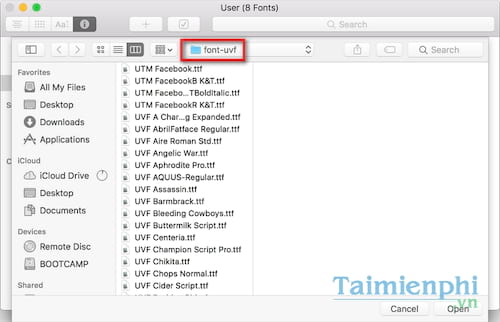 User (8 Fonts)
Aa1
Search
font-uvf
Search
Favorites
All My Files
Desktop
Downloads
Applications
iCloud
iCloud Drive
Desktop
Documents
Devices
Remote Disc
BOOTCAMP
Shared
UTM Facebook.ttf
UTM FacebookB K&T.ttf
UTM Facebo...TBoldItalic.ttf
UTM FacebookR K&T.ttf
UVF A Char...g Expanded.ttf
UVF AbrilFatface Regular.ttf
UVF Aire Roman Std.ttf
UVF Angelic War.ttf
UVF Aphrodite Pro.ttf
UVF AQUUS-Regular.ttf
UVF Assassin.ttf
UVF Barmbrack.ttf
UVF Bleeding Cowboys.ttf
UVF Buttermilk Script.ttf
UVF Centeria.ttf
UVF Champion Script Pro.ttf
UVF Chikita.ttf
UVF Chops Normal.ttf
UVF Cider Script.ttf
Taimienphi
.vn
Cancel
Open